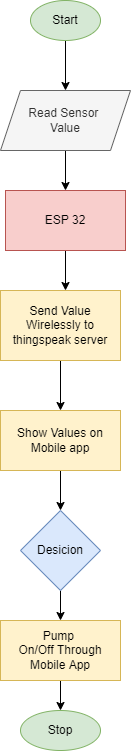 Start
Read Sensor
Value
ESP 32
Send Value
Wirelessly to
thingspeak server
Show Values on
Mobile app
Desicion
Pump
On/Off Through
Mobile App
Stop